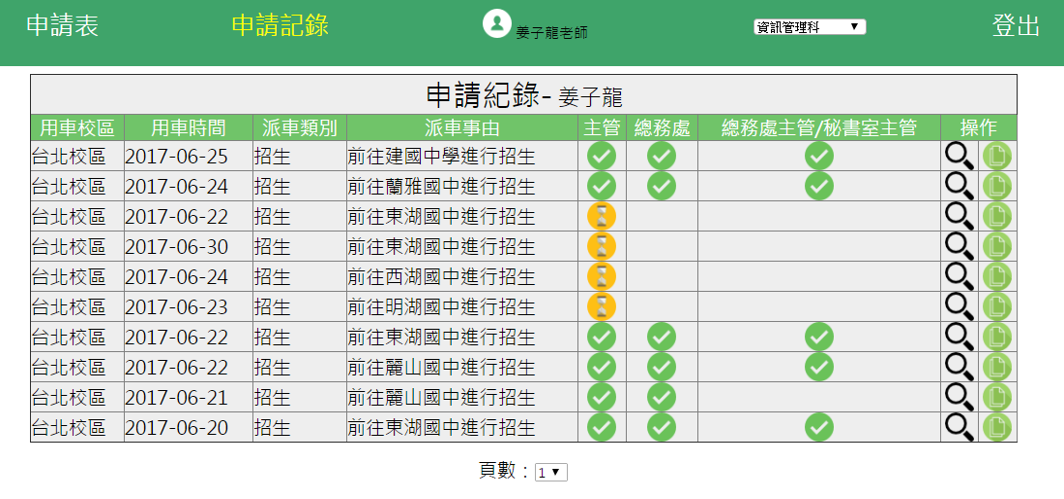 申請表 申請記錄 姜子龍老師 資訊管理科 登出
申請紀錄- 姜子龍
用車校區 用車時間 派車類別 派車事由 主管 總務處 總務處主管/秘書室主管 操作
台北校區 2017-06-25 招生 前往建國中學進行招生
台北校區 2017-06-24 招生 前往蘭雅國中進行招生
台北校區 2017-06-22 招生 前往東湖國中進行招生
台北校區 2017-06-30 招生 前往東湖國中進行招生
台北校區 2017-06-24 招生 前往西湖國中進行招生
台北校區 2017-06-23 招生 前往明湖國中進行招生
台北校區 2017-06-22 招生 前往東湖國中進行招生
台北校區 2017-06-22 招生 前往麗山國中進行招生
台北校區 2017-06-21 招生 前往麗山國中進行招生
台北校區 2017-06-20 招生 前往東湖國中進行招生
頁數：1